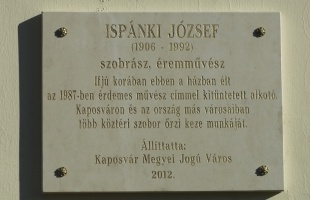 ISPÁNKI JÓZSEF
(1906 - 1992)
szobrász, éremművész
Ifjú korában ebben a házban élt
az 1987-ben érdemes művész címmel kitüntetett alkotó.
Kaposváron és az ország más városaiban
több köztéri szobor őrzi keze munkáját.
Állíttatta:
Kaposvár Megyei Jogú Város
2012.